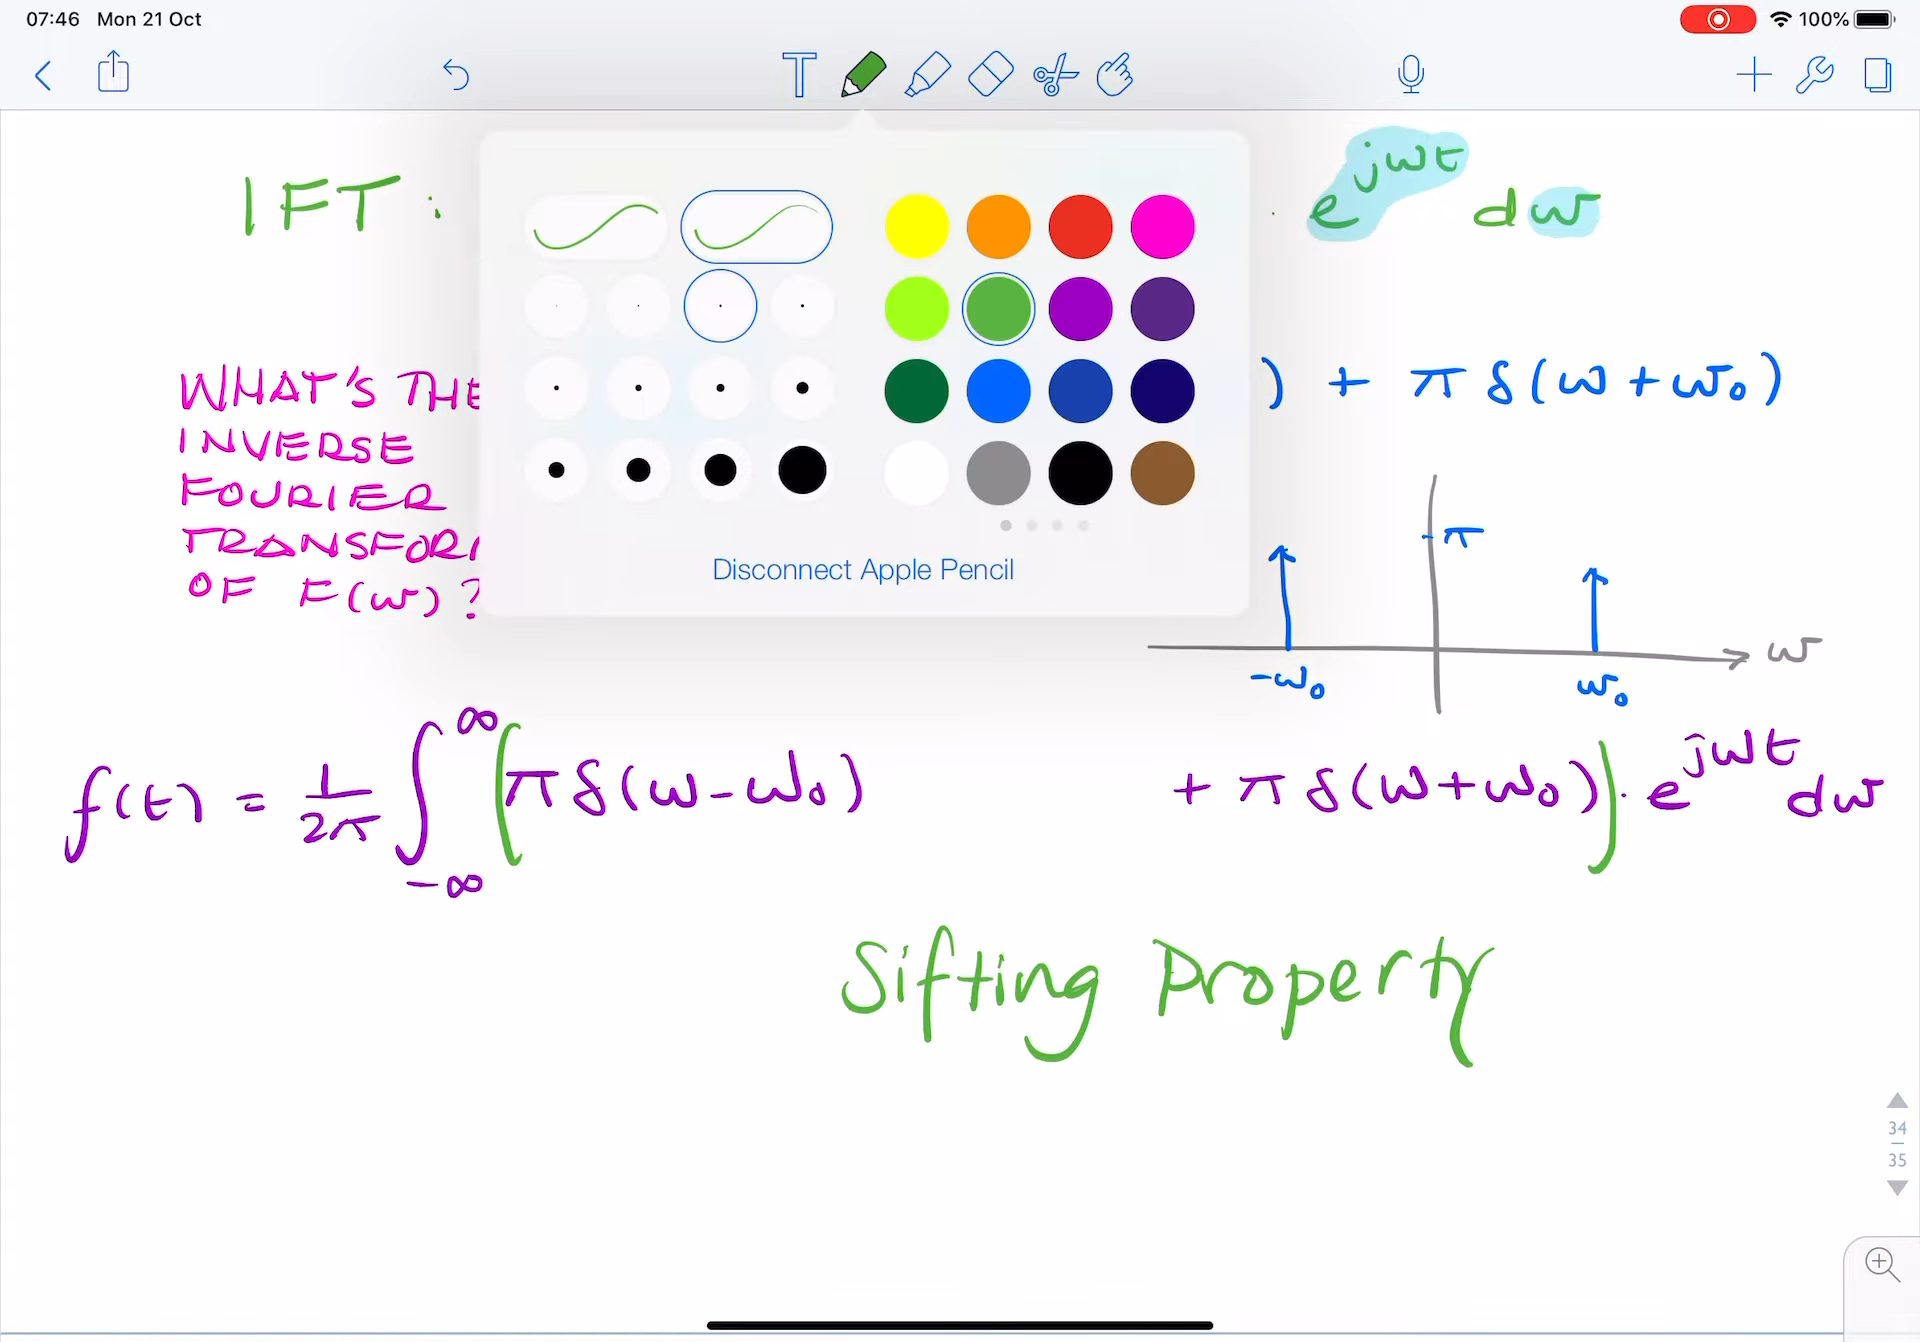 07:46 Mon 21 Oct 100%
T
IFT : . e^{jωt} dω
WHAT'S THE
INVERSE
FOURIER
TRANSFOR
OF F(ω) ?
) + π δ(ω + ω₀)
Disconnect Apple Pencil
π
-ω₀ ω₀ ω
f(t) = 1/2π ∫_{-∞}^{∞} (π δ(ω - ω₀) + π δ(ω + ω₀)) . e^{jωt} dω
Sifting Property
34
35